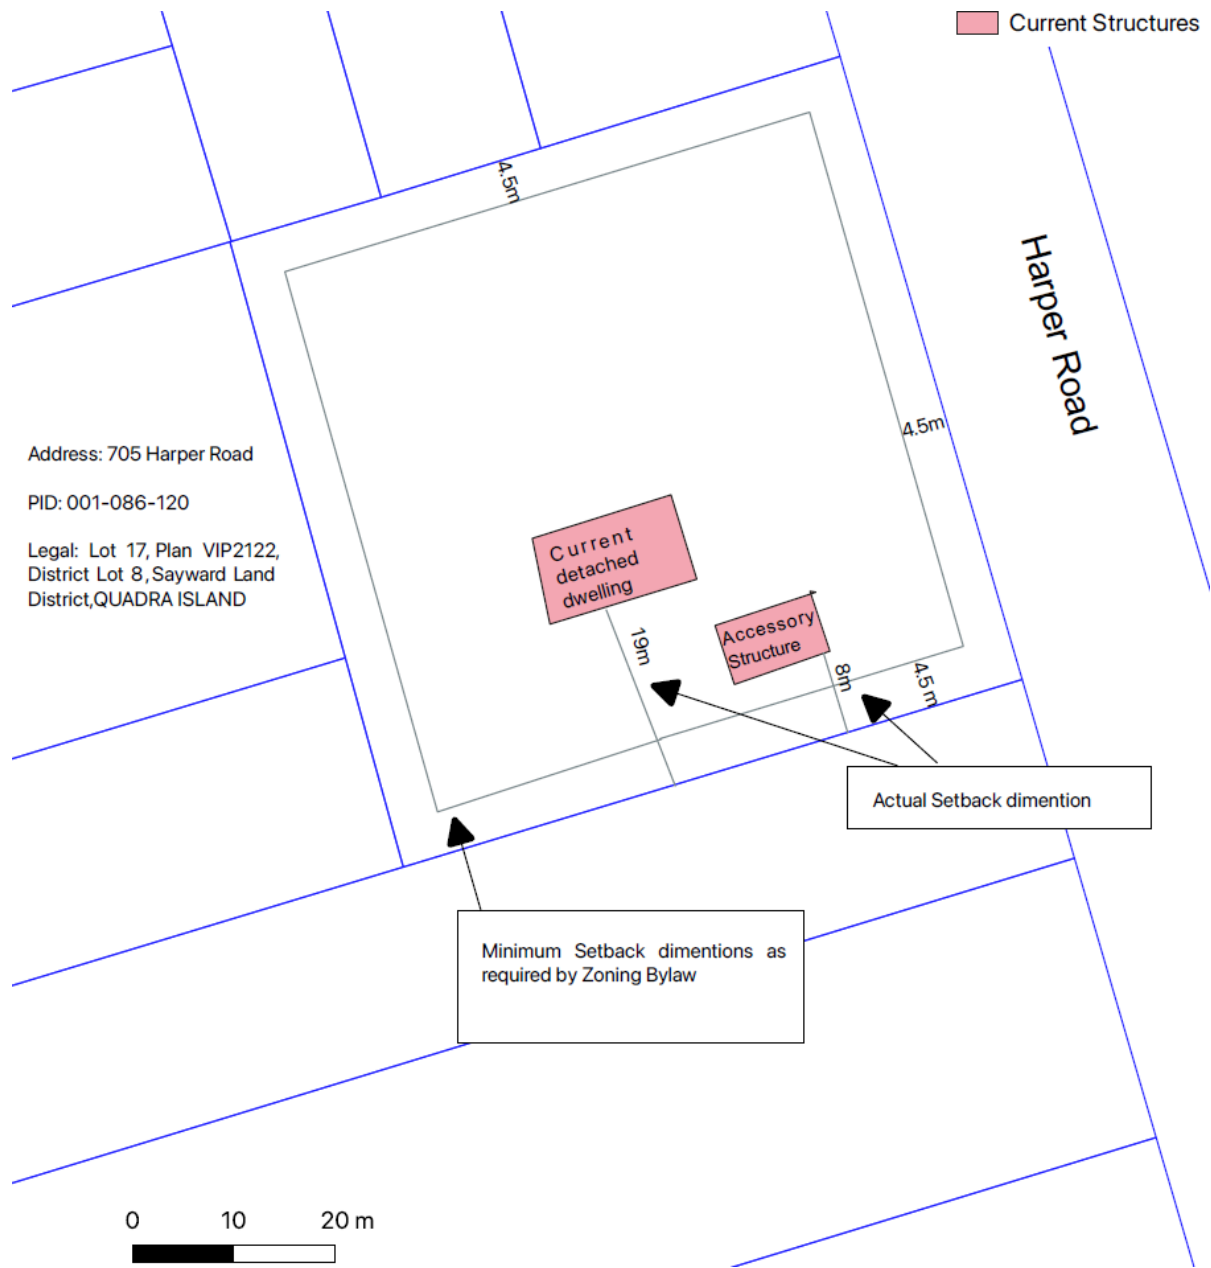 Current Structures
4.5m
Harper Road
4.5m
Address: 705 Harper Road
PID: 001-086-120
Legal: Lot 17, Plan VIP2122,
District Lot 8, Sayward Land
District,QUADRA ISLAND
Current
detached
dwelling
19m
Accessory
Structure
8m
4.5 m
Actual Setback dimention
Minimum Setback dimentions as
required by Zoning Bylaw
0 10 20 m